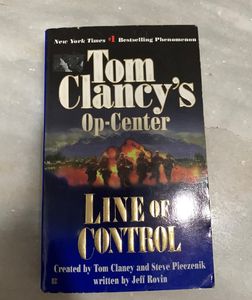 New York Times #1 Bestselling Phenomenon
Tom
Clancy's
Op-Center
LINE OF
CONTROL
Created by Tom Clancy and Steve Pieczenik
written by Jeff Rovin